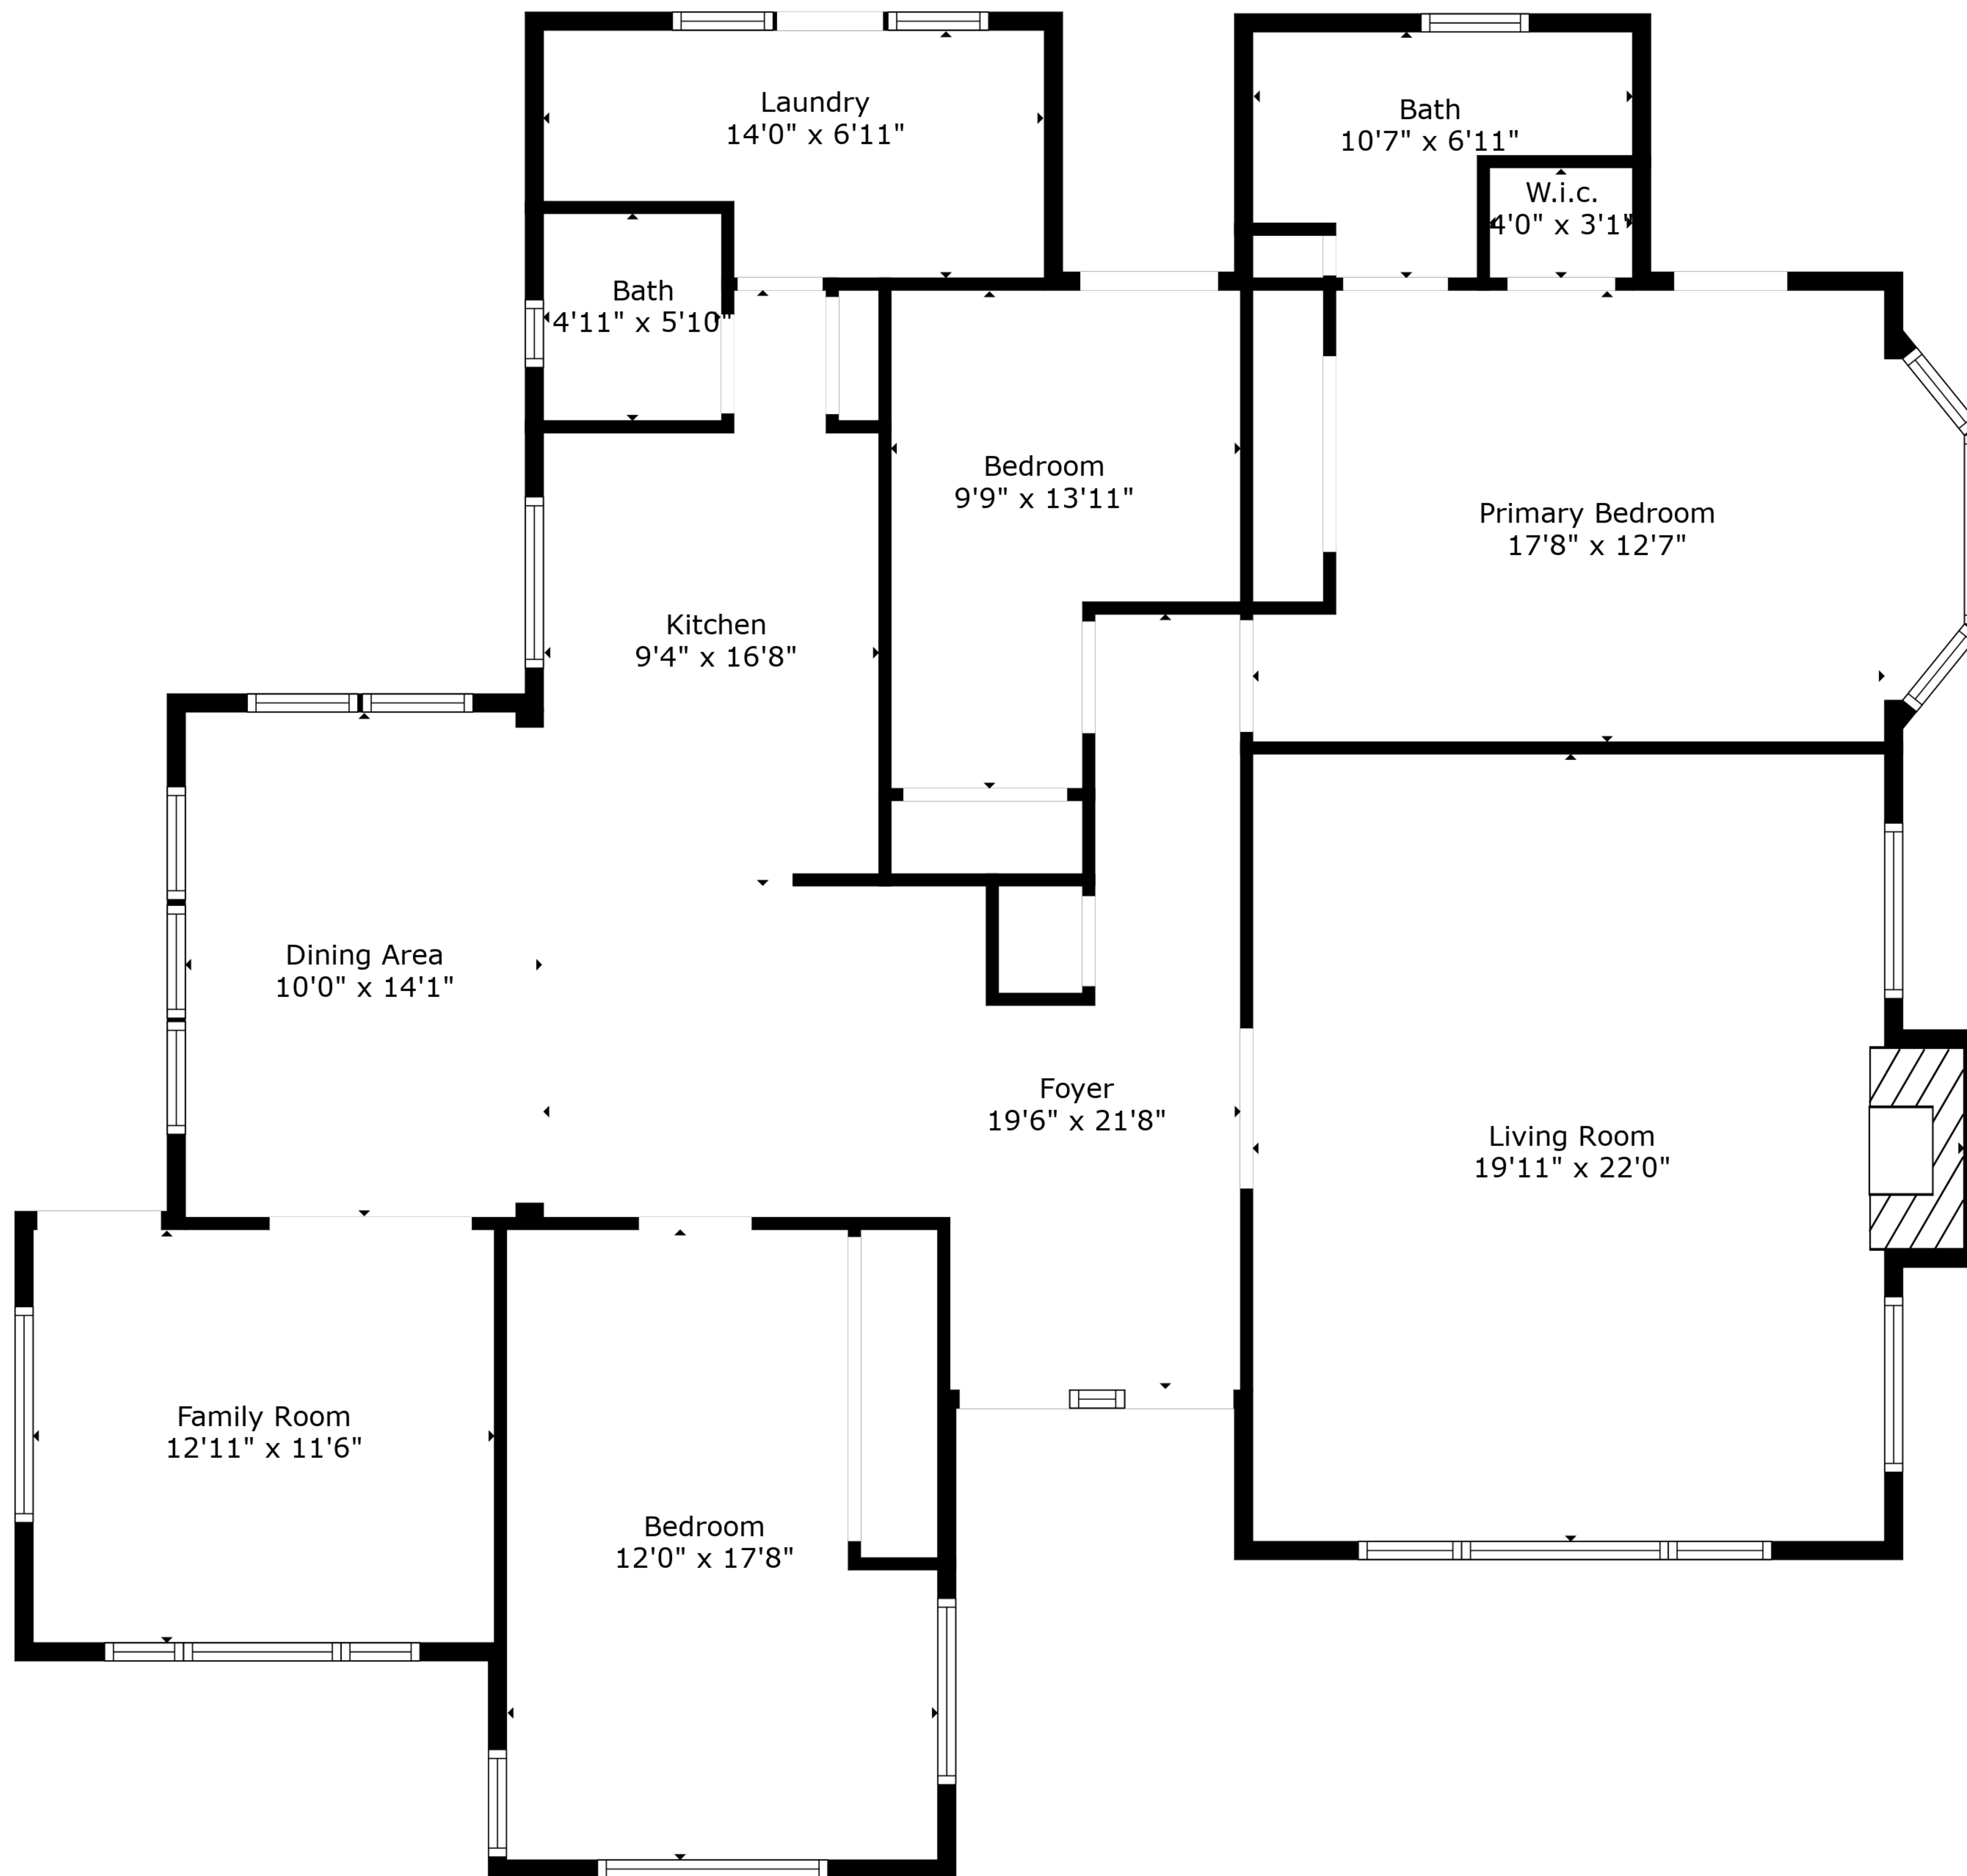 Laundry
14'0" x 6'11"
Bath
10'7" x 6'11"
W.i.c.
4'0" x 3'1"
Bath
4'11" x 5'10"
Bedroom
9'9" x 13'11"
Primary Bedroom
17'8" x 12'7"
Kitchen
9'4" x 16'8"
Dining Area
10'0" x 14'1"
Foyer
19'6" x 21'8"
Living Room
19'11" x 22'0"
Family Room
12'11" x 11'6"
Bedroom
12'0" x 17'8"